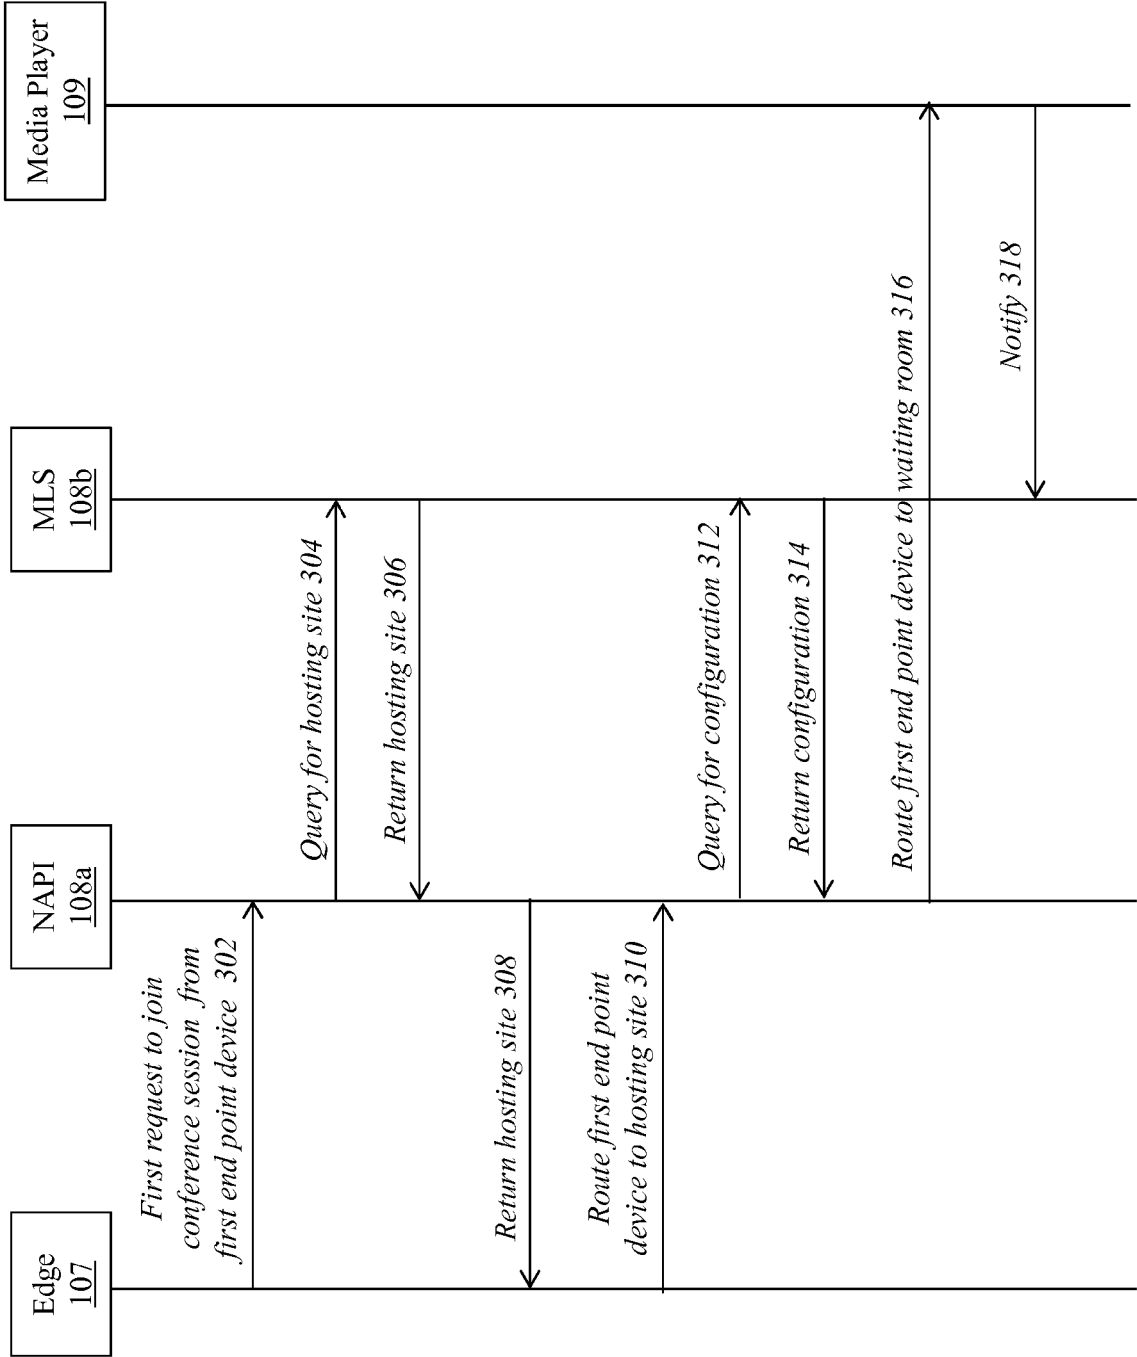 Edge
107
NAPI
108a
MLS
108b
Media Player
109
First request to join
conference session from
first end point device 302
Query for hosting site 304
Return hosting site 306
Return hosting site 308
Route first end point
device to hosting site 310
Query for configuration 312
Return configuration 314
Route first end point device to waiting room 316
Notify 318